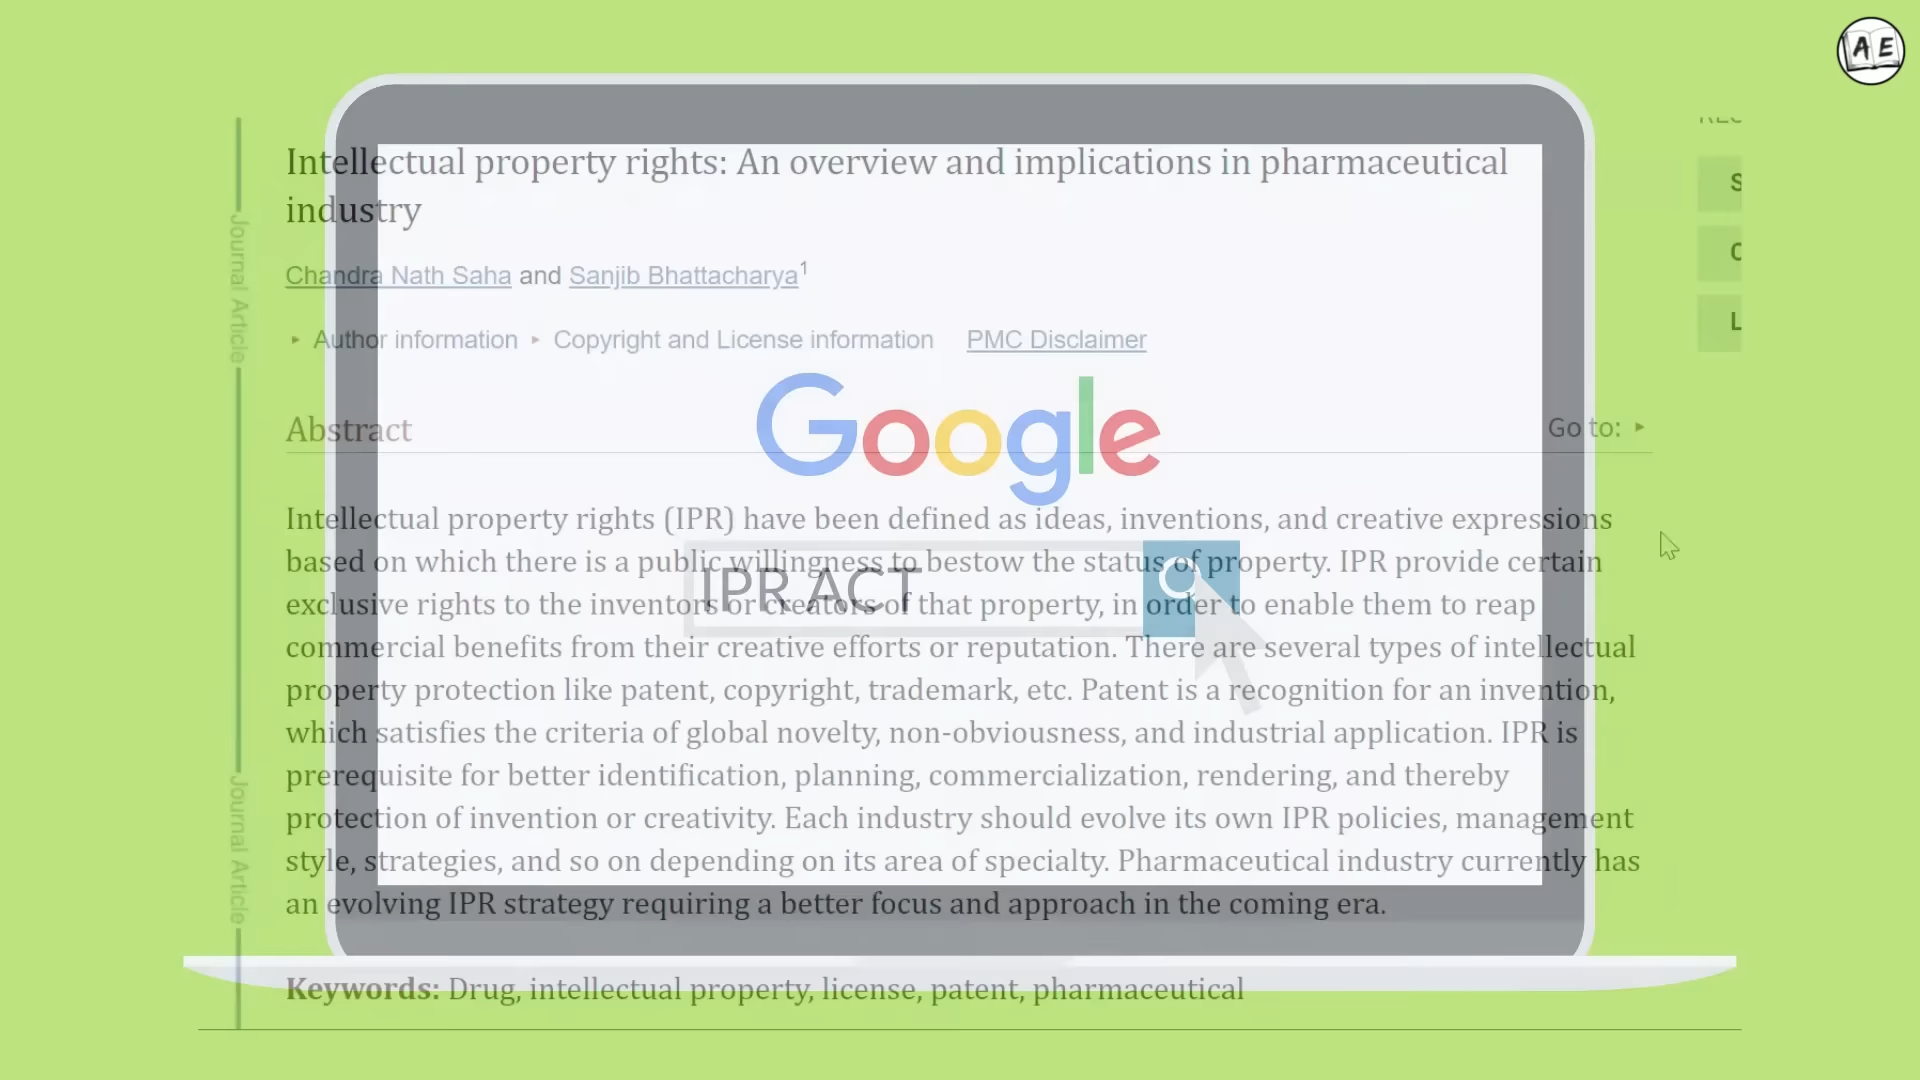 A E
Intellectual property rights: An overview and implications in pharmaceutical
industry
Chandra Nath Saha and Sanjib Bhattacharya1
Author information Copyright and License information PMC Disclaimer
Google
Abstract
Go to:
Intellectual property rights (IPR) have been defined as ideas, inventions, and creative expressions
based on which there is a public willingness to bestow the status of property. IPR provide certain
IPR ACT
exclusive rights to the inventors or creators of that property, in order to enable them to reap
commercial benefits from their creative efforts or reputation. There are several types of intellectual
property protection like patent, copyright, trademark, etc. Patent is a recognition for an invention,
which satisfies the criteria of global novelty, non-obviousness, and industrial application. IPR is
prerequisite for better identification, planning, commercialization, rendering, and thereby
protection of invention or creativity. Each industry should evolve its own IPR policies, management
style, strategies, and so on depending on its area of specialty. Pharmaceutical industry currently has
an evolving IPR strategy requiring a better focus and approach in the coming era.
Keywords: Drug, intellectual property, license, patent, pharmaceutical
Journal Article
Journal Article
S
C
L